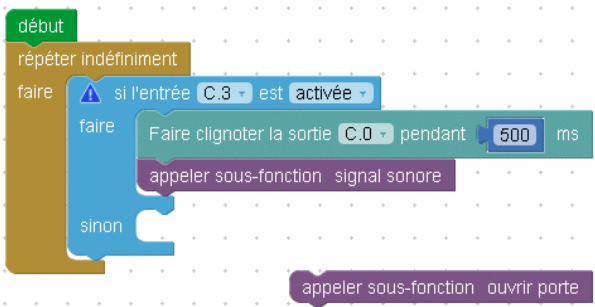 début
répéter indéfiniment
faire si l'entrée C.3 est activée
faire Faire clignoter la sortie C.0 pendant 500 ms
appeler sous-fonction signal sonore
sinon
appeler sous-fonction ouvrir porte